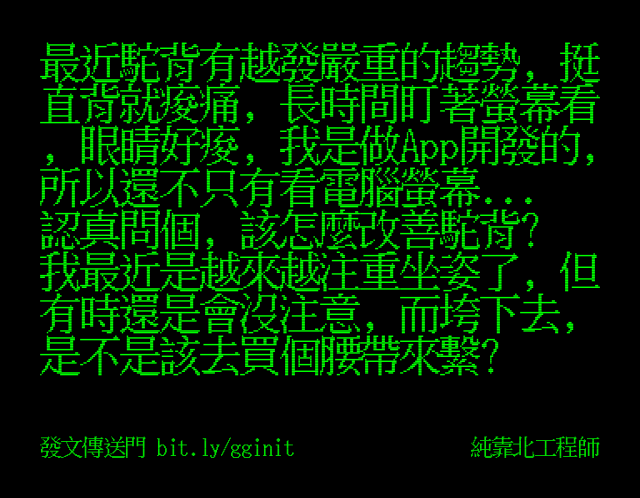 最近駝背有越發嚴重的趨勢，挺
直背就痠痛，長時間盯著螢幕看
，眼睛好痠，我是做App開發的，
所以還不只有看電腦螢幕...
認真問個，該怎麼改善駝背？
我最近是越來越注重坐姿了，但
有時還是會沒注意，而垮下去，
是不是該去買個腰帶來繫？
發文傳送門 bit.ly/gginit
純靠北工程師